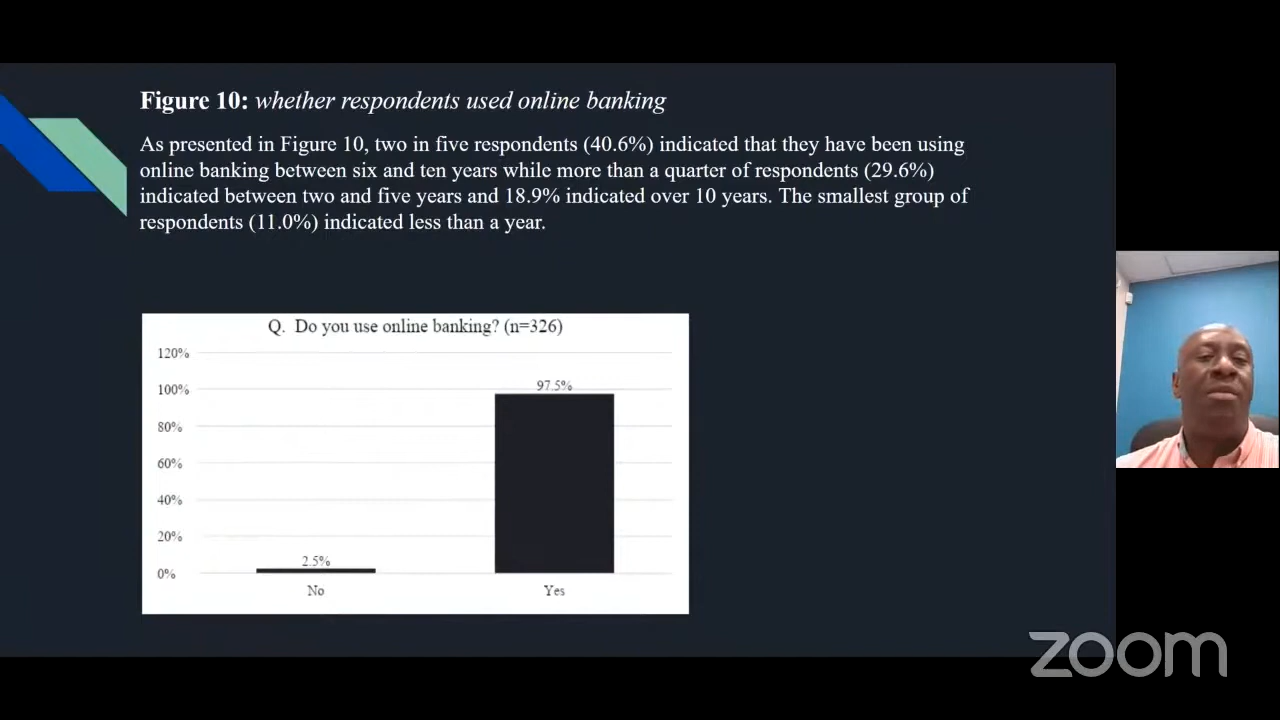 Figure 10: whether respondents used online banking
As presented in Figure 10, two in five respondents (40.6%) indicated that they have been using
online banking between six and ten years while more than a quarter of respondents (29.6%)
indicated between two and five years and 18.9% indicated over 10 years. The smallest group of
respondents (11.0%) indicated less than a year.
Q. Do you use online banking? (n=326)
120%
100%
80%
60%
40%
20%
0%
2.5%
97.5%
No
Yes
zoom